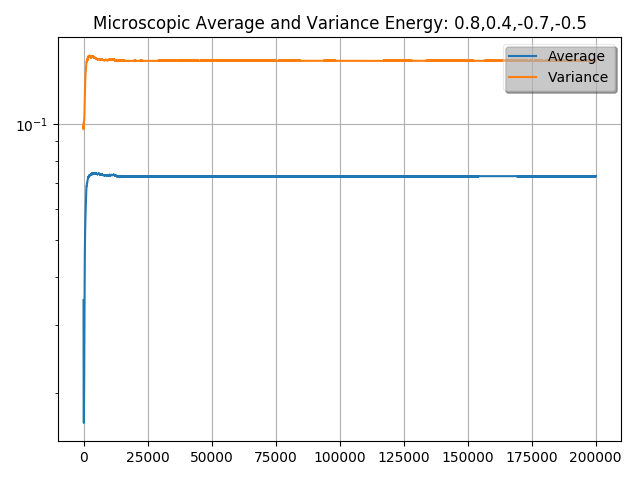 Microscopic Average and Variance Energy: 0.8,0.4,-0.7,-0.5
Average
Variance
10⁻¹
0 25000 50000 75000 100000 125000 150000 175000 200000